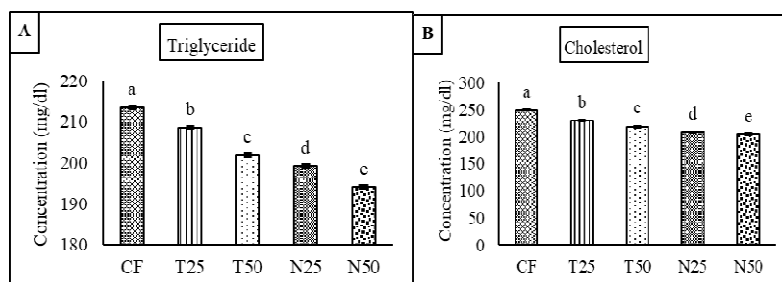 A
Triglyceride
Concentration (mg/dl)
220
210
200
190
180
a
b
c
d
e
CF
T25
T50
N25
N50
B
Cholesterol
Concentration (mg/dl)
300
250
200
150
100
50
0
a
b
c
d
e
CF
T25
T50
N25
N50